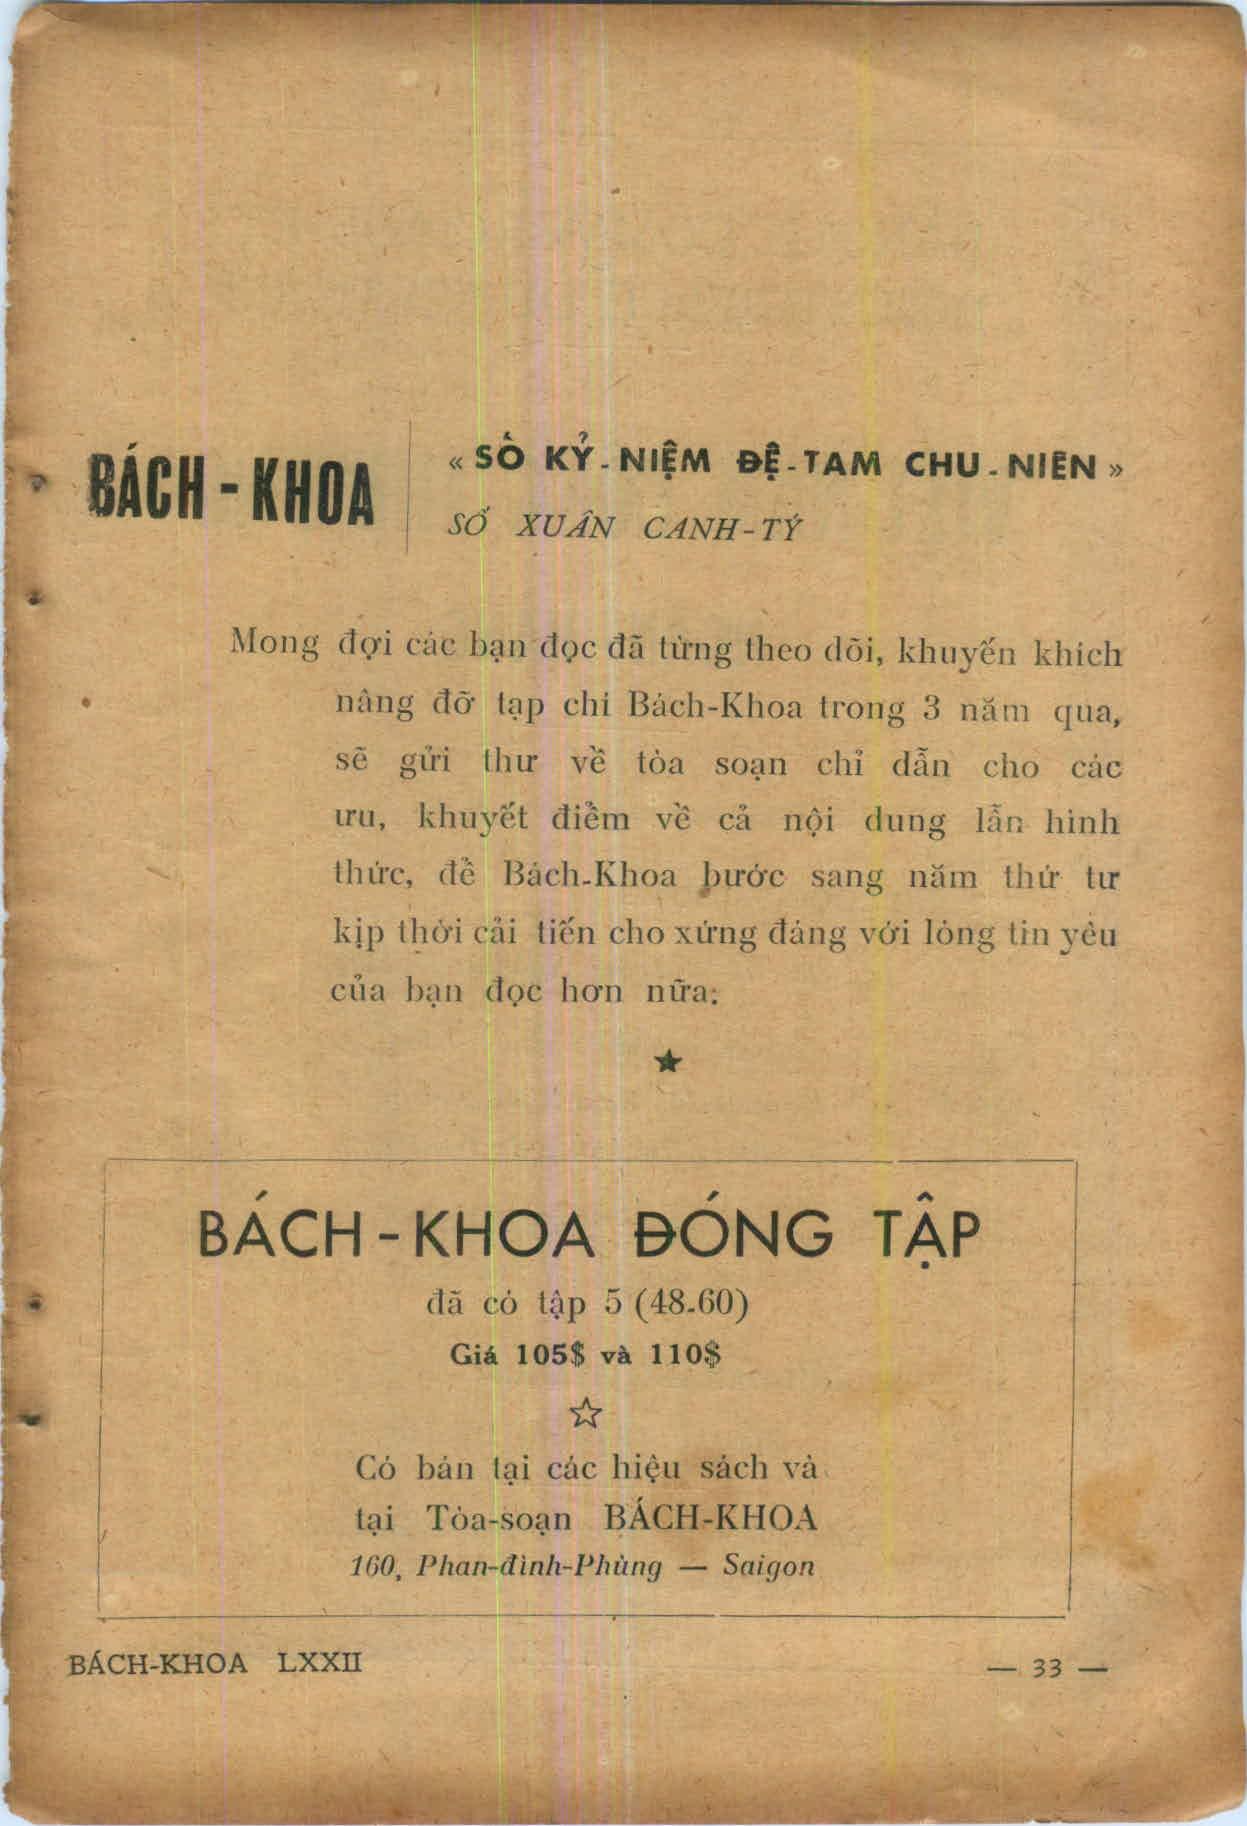 BÁCH-KHOA
« SỐ KỶ-NIỆM ĐỆ-TAM CHU-NIÊN »
SỐ XUÂN CANH-TÝ
Mong đợi các bạn đọc đã từng theo dõi, khuyến khích
nâng đỡ tạp chí Bách-Khoa trong 3 năm qua,
sẽ gửi thư về tòa soạn chỉ dẫn cho các
ưu, khuyết điểm về cả nội dung lẫn hình
thức, để Bách-Khoa bước sang năm thứ tư
kịp thời cải tiến cho xứng đáng với lòng tin yêu
của bạn đọc hơn nữa.
★
BÁCH-KHOA ĐÓNG TẬP
đã có tập 5 (48-60)
Giá 105$ và 110$
☆
Có bán tại các hiệu sách và
tại Tòa-soạn BÁCH-KHOA
160, Phan-đình-Phùng — Saigon
BÁCH-KHOA LXXII
— 33 —